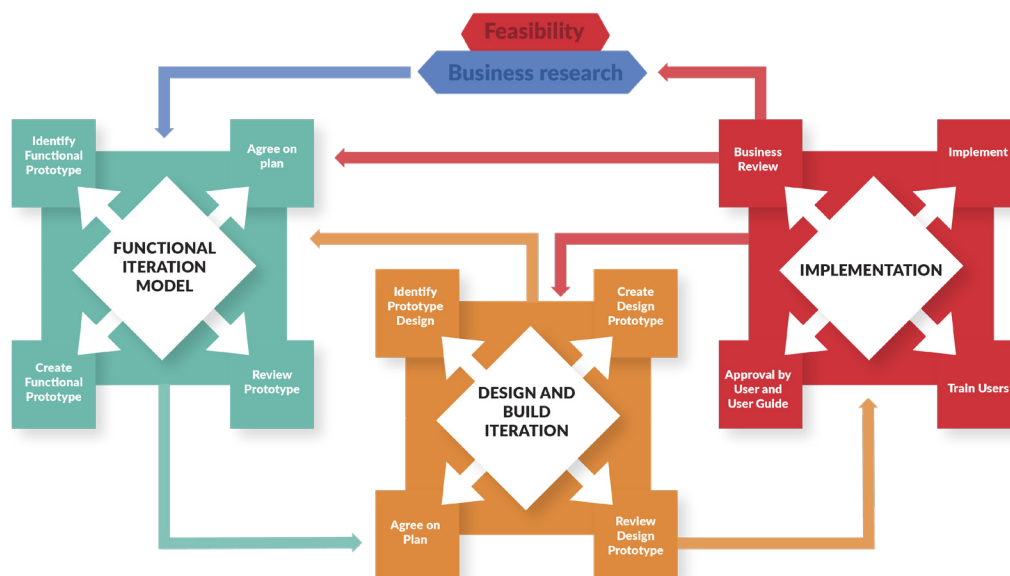 Feasibility
Business research
Identify
Functional
Prototype
Agree on
plan
FUNCTIONAL
ITERATION
MODEL
Create
Functional
Prototype
Review
Prototype
Identify
Prototype
Design
Create
Design
Prototype
DESIGN AND
BUILD
ITERATION
Agree on
Plan
Review
Design
Prototype
Business
Review
Implement
IMPLEMENTATION
Approval by
User and
User Guide
Train Users